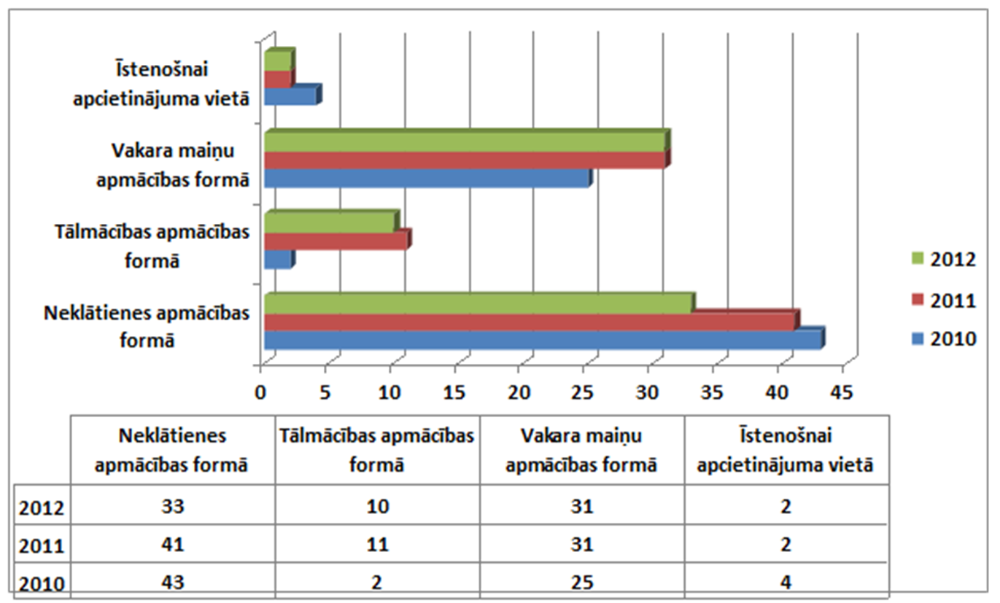 Īstenošnai
apcietinājuma vietā
Vakara maiņu
apmācības formā
Tālmācības apmācības
formā
Neklātienes apmācības
formā
2012
2011
2010
0 5 10 15 20 25 30 35 40 45
Neklātienes
apmācības formā
Tālmācības apmācības
formā
Vakara maiņu
apmācības formā
Īstenošnai
apcietinājuma vietā
2012 33 10 31 2
2011 41 11 31 2
2010 43 2 25 4